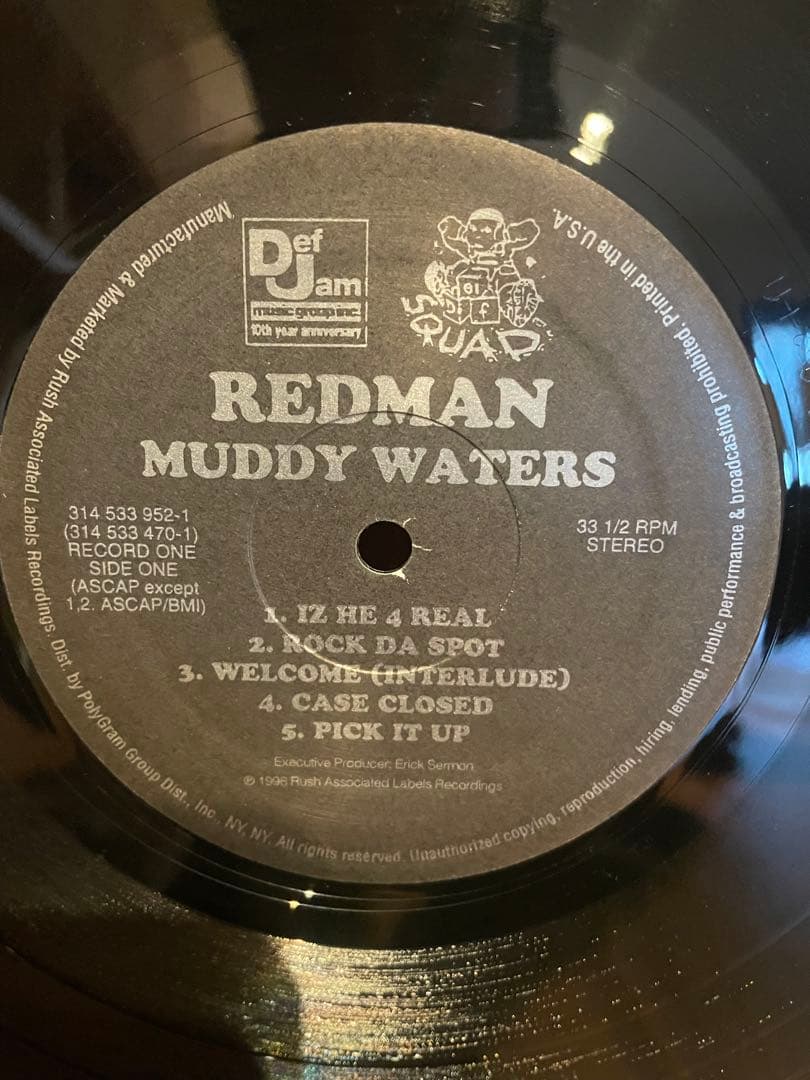 Def
Jam
music group inc.
10th year anniversary
SQUAD
REDMAN
MUDDY WATERS
314 533 952-1
(314 533 470-1)
RECORD ONE
SIDE ONE
(ASCAP except
1,2. ASCAP/BMI)
33 1/2 RPM
STEREO
1. IZ HE 4 REAL
2. ROCK DA SPOT
3. WELCOME (INTERLUDE)
4. CASE CLOSED
5. PICK IT UP
Executive Producer: Erick Sermon
℗ 1996 Rush Associated Labels Recordings
Manufactured & Marketed by Rush Associated Labels Recordings. Dist. by PolyGram Group Dist., Inc. NY, NY. All rights reserved. Unauthorized copying, reproduction, hiring, lending, public performance & broadcasting prohibited. Printed in the U.S.A.